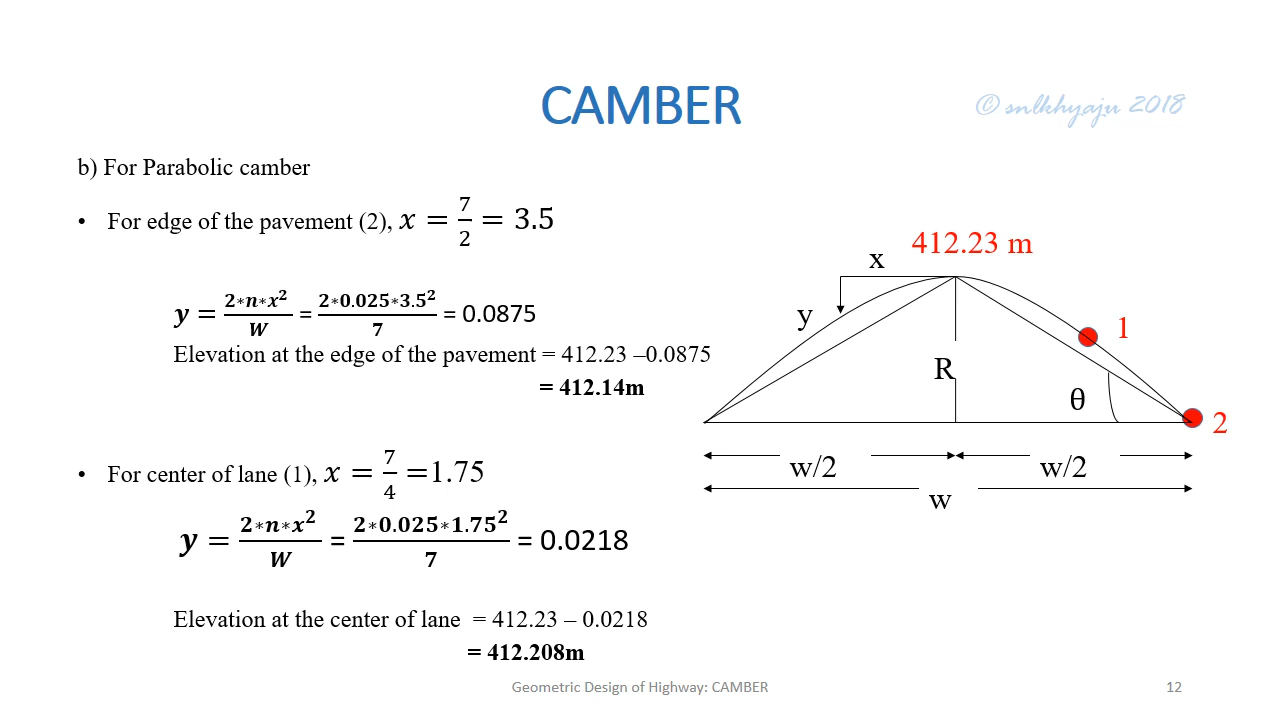 CAMBER
© snlkhyaju 2018
b) For Parabolic camber
• For edge of the pavement (2), x = 7/2 = 3.5
y = 2*n*x²/W = 2*0.025*3.5²/7 = 0.0875
Elevation at the edge of the pavement = 412.23 –0.0875
= 412.14m
• For center of lane (1), x = 7/4 =1.75
y = 2*n*x²/W = 2*0.025*1.75²/7 = 0.0218
Elevation at the center of lane = 412.23 – 0.0218
= 412.208m
412.23 m
x
y
1
R
θ
2
w/2 w/2
w
Geometric Design of Highway: CAMBER 12